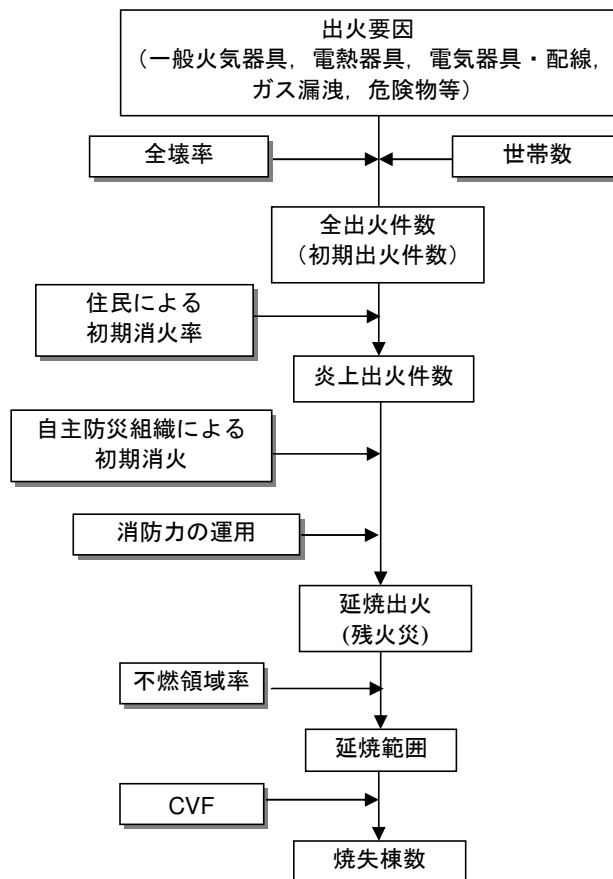 出火要因
（一般火気器具，電熱器具，電気器具・配線，
ガス漏洩，危険物等）
全壊率
世帯数
全出火件数
（初期出火件数）
住民による
初期消火率
炎上出火件数
自主防災組織による
初期消火
消防力の運用
延焼出火
(残火災)
不燃領域率
延焼範囲
CVF
焼失棟数